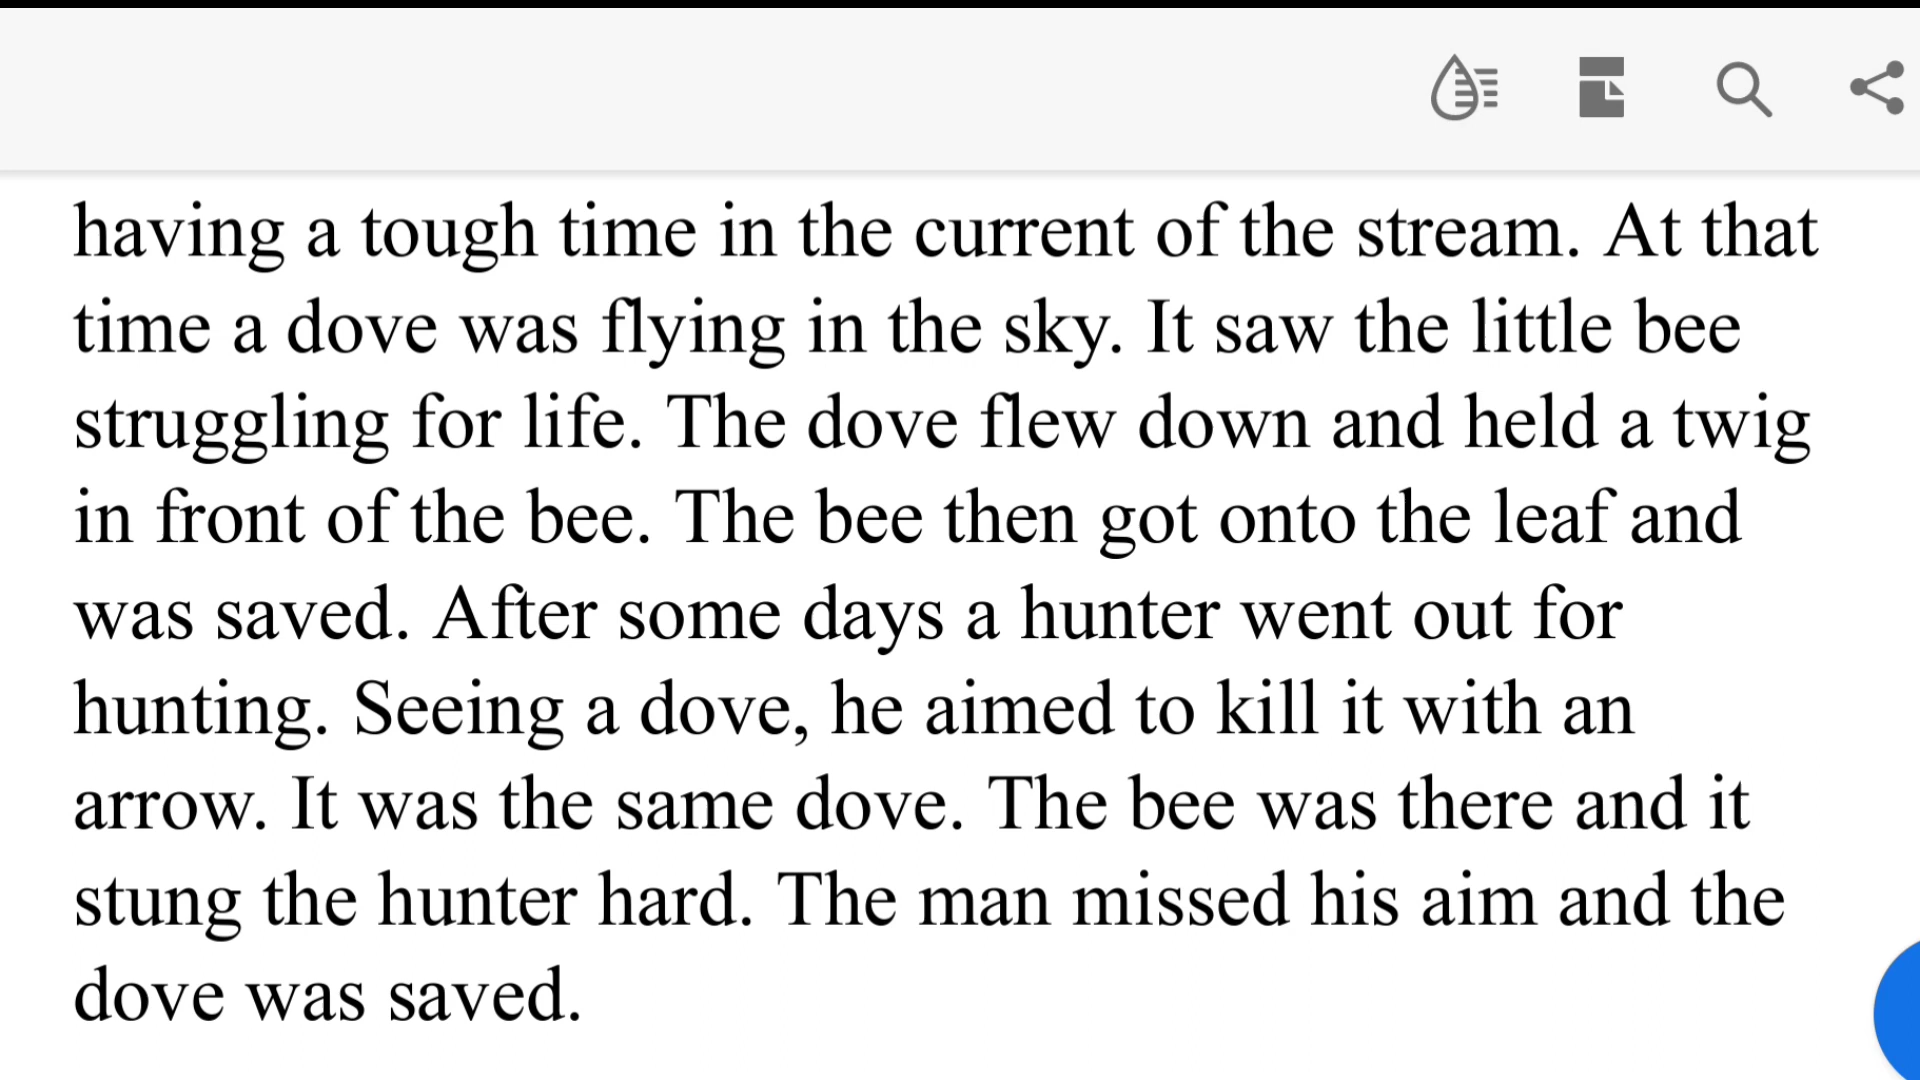 having a tough time in the current of the stream. At that
time a dove was flying in the sky. It saw the little bee
struggling for life. The dove flew down and held a twig
in front of the bee. The bee then got onto the leaf and
was saved. After some days a hunter went out for
hunting. Seeing a dove, he aimed to kill it with an
arrow. It was the same dove. The bee was there and it
stung the hunter hard. The man missed his aim and the
dove was saved.